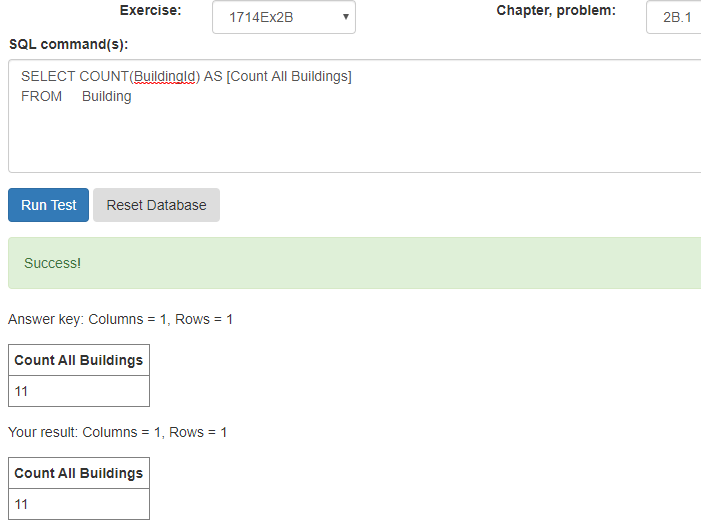 Exercise: 1714Ex2B Chapter, problem: 2B.1
SQL command(s):
SELECT COUNT(BuildingId) AS [Count All Buildings]
FROM Building
Run Test Reset Database
Success!
Answer key: Columns = 1, Rows = 1
Count All Buildings
11
Your result: Columns = 1, Rows = 1
Count All Buildings
11